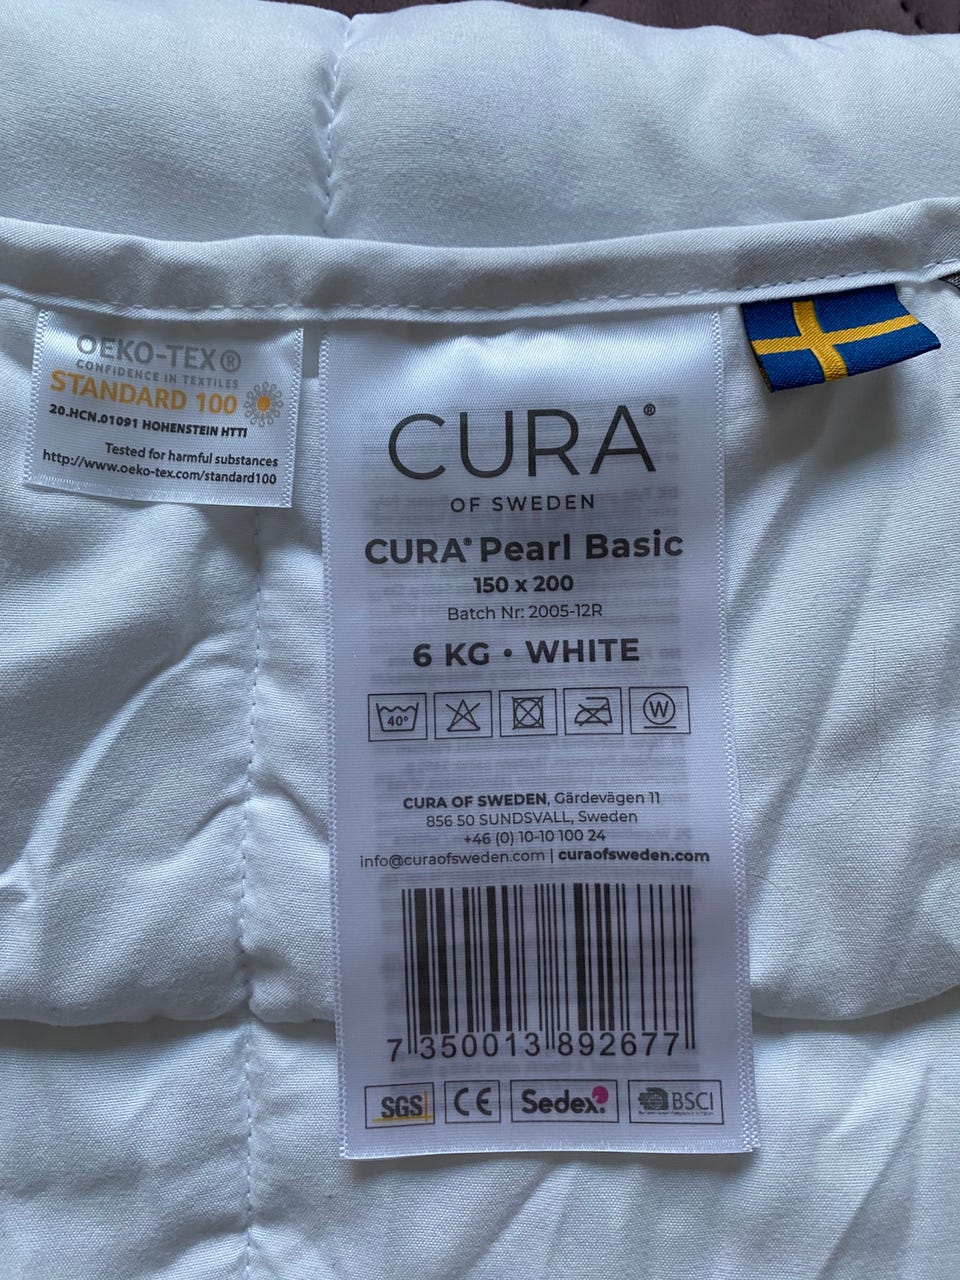 OEKO-TEX®
CONFIDENCE IN TEXTILES
STANDARD 100
20.HCN.01091 HOHENSTEIN HTTI
Tested for harmful substances
http://www.oeko-tex.com/standard100
CURA®
OF SWEDEN
CURA® Pearl Basic
150 x 200
Batch Nr: 2005-12R
6 KG • WHITE
40°
W
CURA OF SWEDEN, Gärdevägen 11
856 50 SUNDSVALL, Sweden
+46 (0) 10-10 100 24
info@curaofsweden.com | curaofsweden.com
7 350013 892677
SGS CE Sedex BSCI